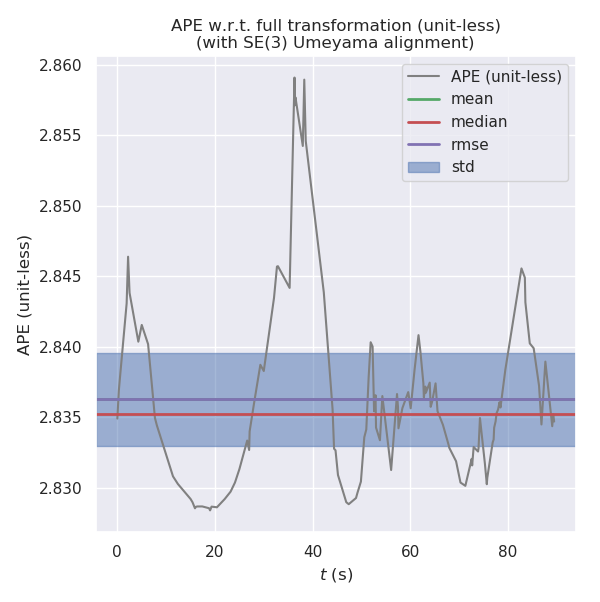 APE w.r.t. full transformation (unit-less)
(with SE(3) Umeyama alignment)
APE (unit-less)
mean
median
rmse
std
2.860
2.855
2.850
2.845
2.840
2.835
2.830
APE (unit-less)
0
20
40
60
80
t (s)